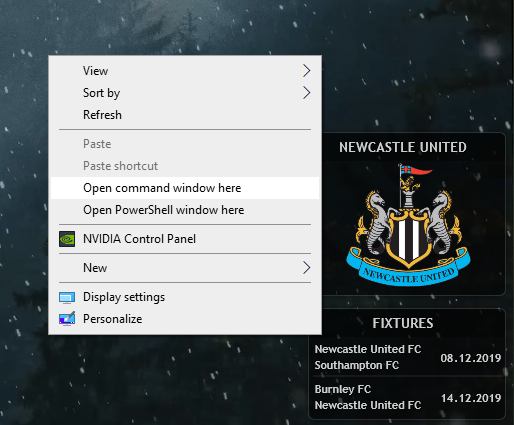 View
Sort by
Refresh
Paste
Paste shortcut
Open command window here
Open PowerShell window here
NVIDIA Control Panel
New
Display settings
Personalize
NEWCASTLE UNITED
NEWCASTLE UNITED
FIXTURES
Newcastle United FC
Southampton FC
08.12.2019
Burnley FC
Newcastle United FC
14.12.2019